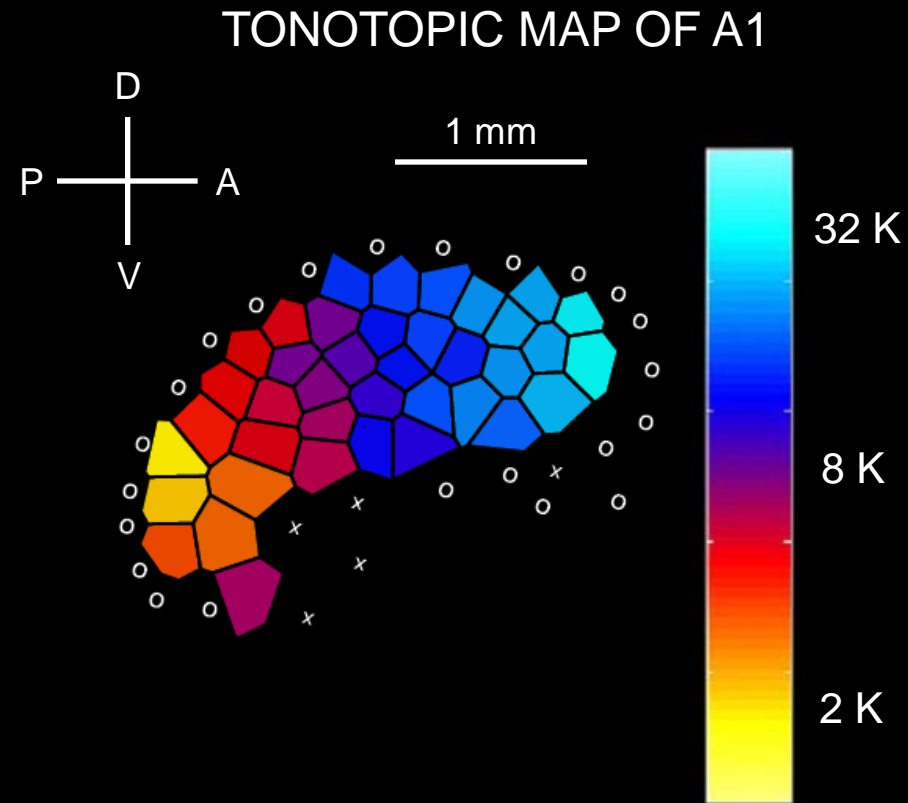 TONOTOPIC MAP OF A1
D
P A
V
1 mm
32 K
8 K
2 K
o o o o o o o o o o o o o o o o o o o o o o o o o o o
x x x x x